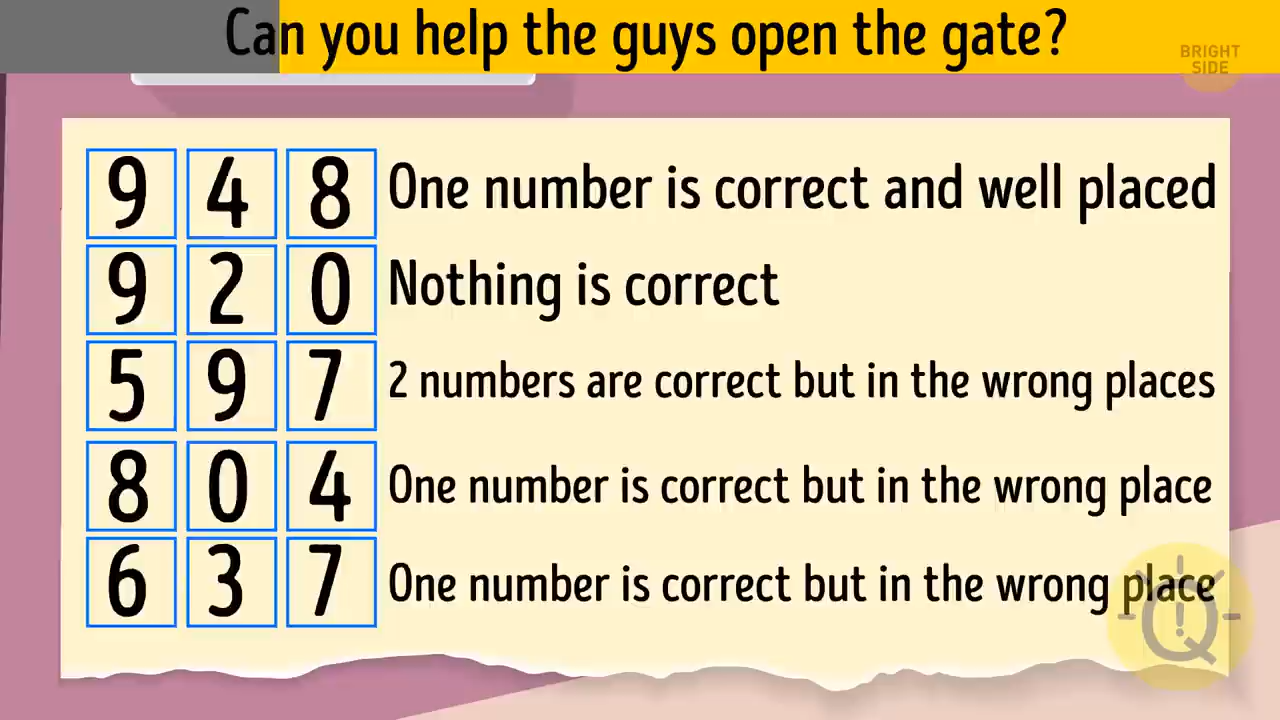 Can you help the guys open the gate?
BRIGHT
SIDE
9 4 8 One number is correct and well placed
9 2 0 Nothing is correct
5 9 7 2 numbers are correct but in the wrong places
8 0 4 One number is correct but in the wrong place
6 3 7 One number is correct but in the wrong place